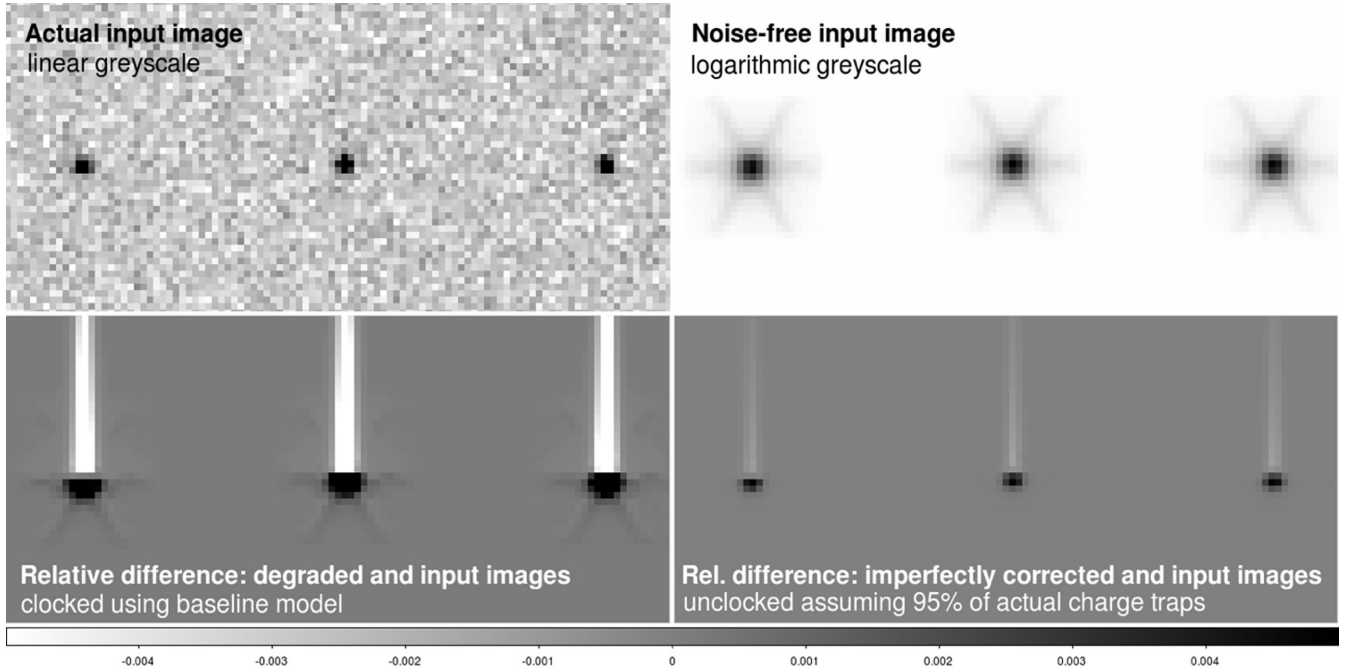 Actual input image
linear greyscale
Noise-free input image
logarithmic greyscale
Relative difference: degraded and input images
clocked using baseline model
Rel. difference: imperfectly corrected and input images
unclocked assuming 95% of actual charge traps
-0.004 -0.003 -0.002 -0.001 0 0.001 0.002 0.003 0.004